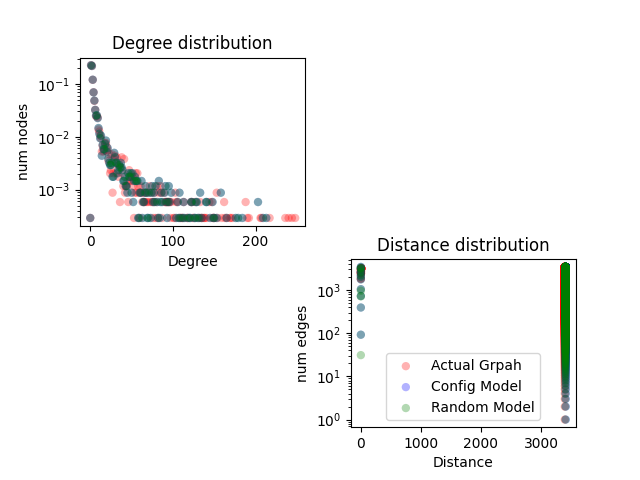 Degree distribution
num nodes
10⁻¹
10⁻²
10⁻³
0 100 200
Degree
Distance distribution
num edges
10³
10²
10¹
10⁰
Actual Grpah
Config Model
Random Model
0 1000 2000 3000
Distance